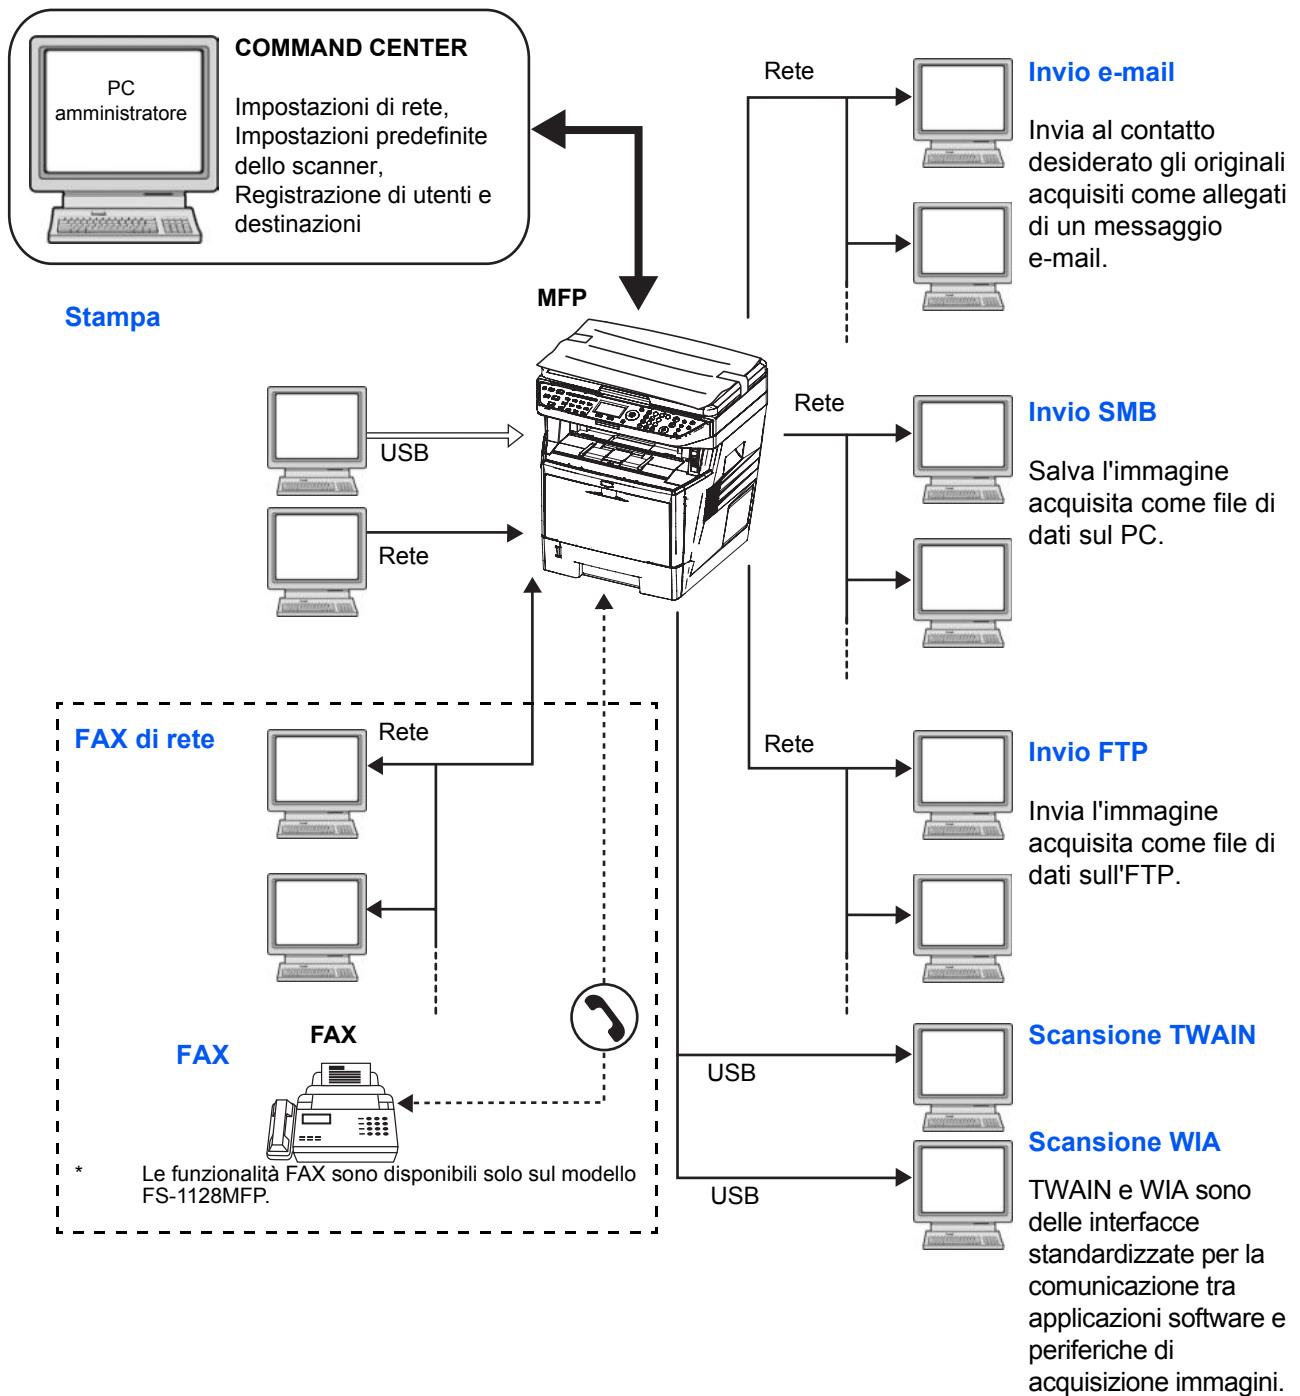 COMMAND CENTER
PC
amministratore
Impostazioni di rete,
Impostazioni predefinite
dello scanner,
Registrazione di utenti e
destinazioni
Stampa
MFP
USB
Rete
Rete
Invio e-mail
Invia al contatto
desiderato gli originali
acquisiti come allegati
di un messaggio
e-mail.
Rete
Invio SMB
Salva l'immagine
acquisita come file di
dati sul PC.
Rete
Invio FTP
Invia l'immagine
acquisita come file di
dati sull'FTP.
FAX di rete
Rete
FAX
FAX
* Le funzionalità FAX sono disponibili solo sul modello
FS-1128MFP.
USB
Scansione TWAIN
USB
Scansione WIA
TWAIN e WIA sono
delle interfacce
standardizzate per la
comunicazione tra
applicazioni software e
periferiche di
acquisizione immagini.